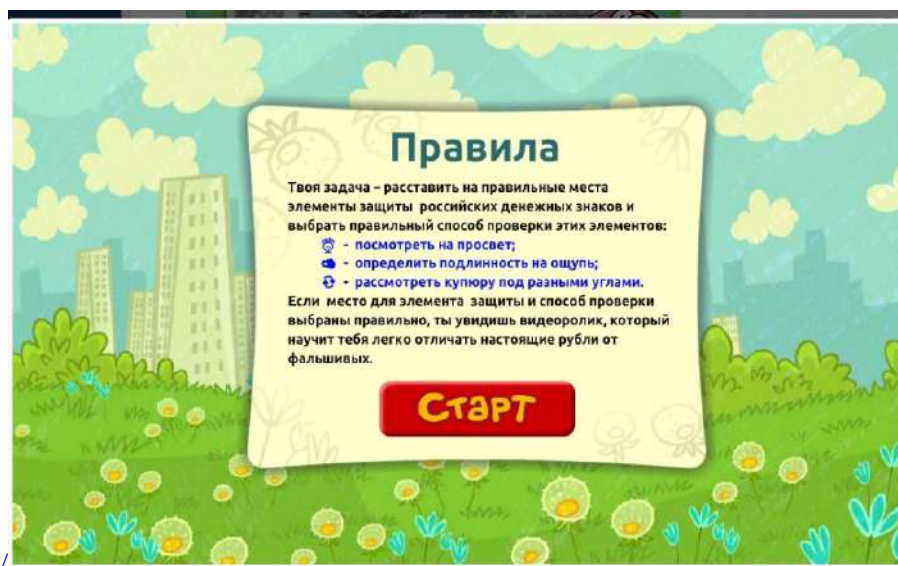 Правила
Твоя задача – расставить на правильные места
элементы защиты российских денежных знаков и
выбрать правильный способ проверки этих элементов:
- посмотреть на просвет;
- определить подлинность на ощупь;
- рассмотреть купюру под разными углами.
Если место для элемента защиты и способ проверки
выбраны правильно, ты увидишь видеоролик, который
научит тебя легко отличать настоящие рубли от
фальшивых.
Старт
/